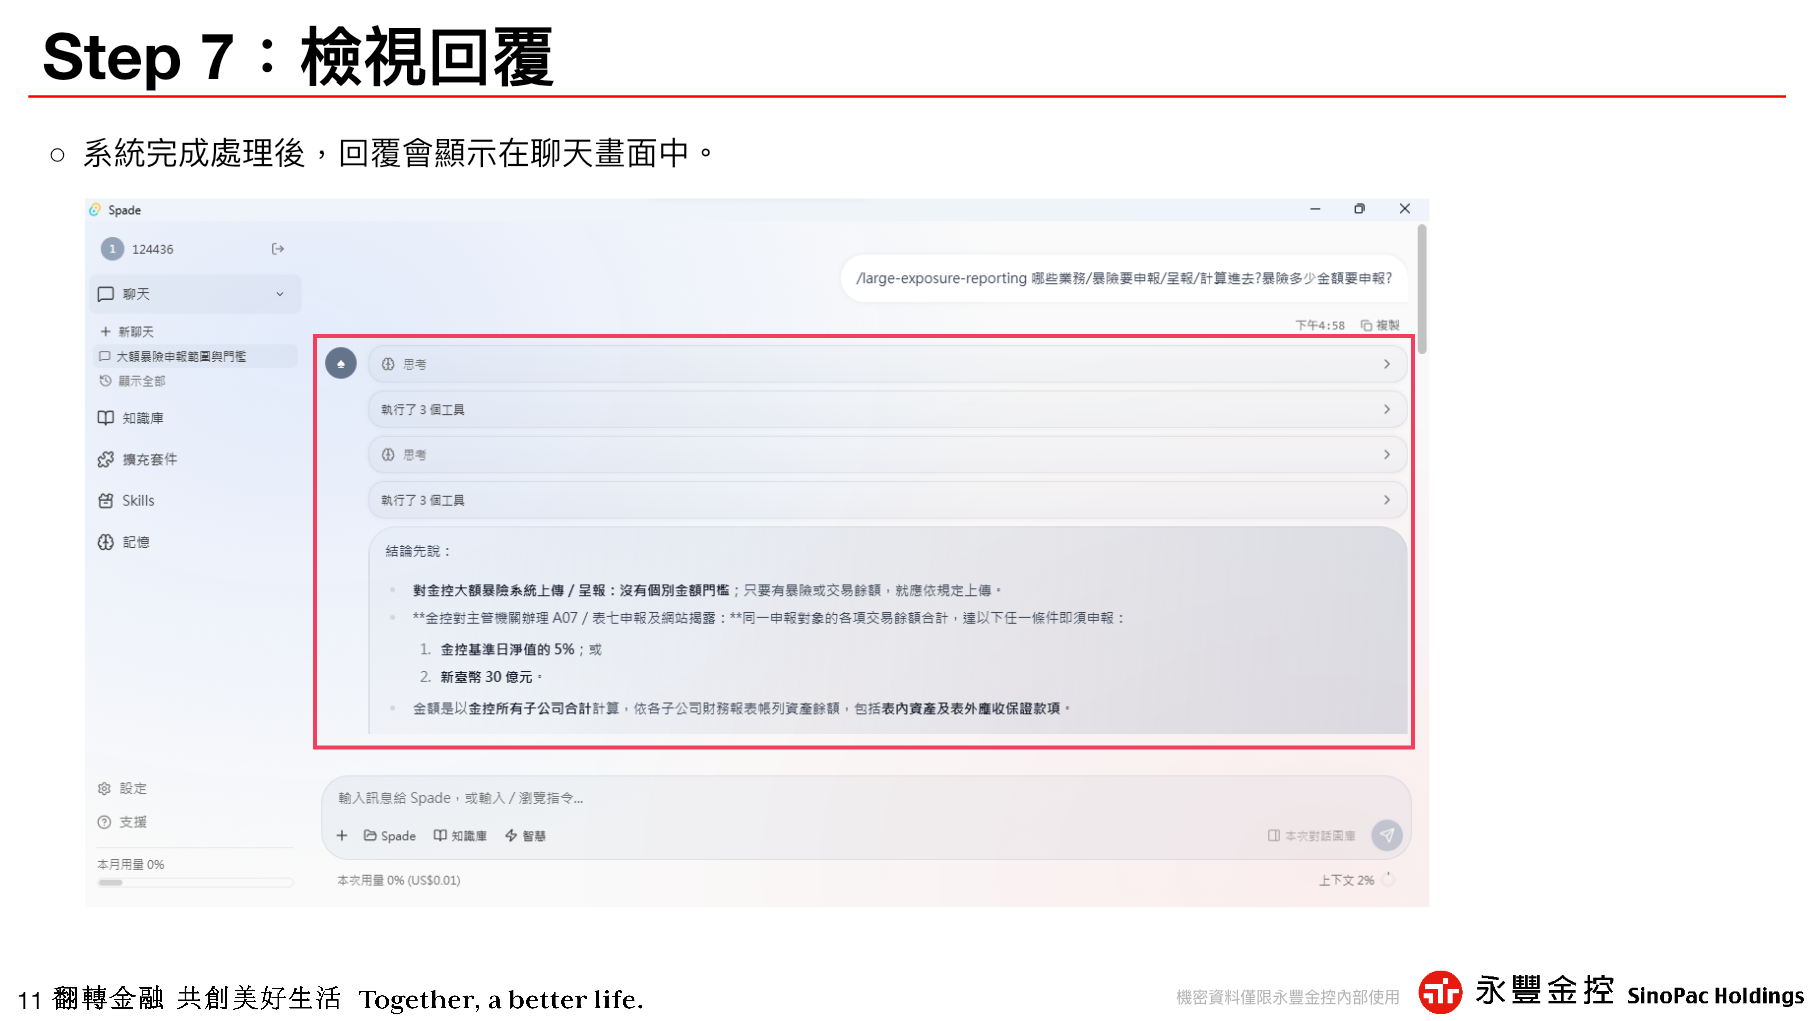 Step 7：檢視回覆
系統完成處理後，回覆會顯示在聊天畫面中。
Spade
1 124436
聊天
新聊天
大額暴險申報範圍與門檻
顯示全部
知識庫
擴充套件
Skills
記憶
設定
支援
本月用量 0%
/large-exposure-reporting 哪些業務/暴險要申報/呈報/計算進去?暴險多少金額要申報?
下午4:58 複製
思考
執行了 3 個工具
思考
執行了 3 個工具
結論先說：
對金控大額暴險系統上傳 / 呈報：沒有個別金額門檻；只要有暴險或交易餘額，就應依規定上傳。
**金控對主管機關辦理 A07 / 表七申報及網站揭露：**同一申報對象的各項交易餘額合計，達以下任一條件即須申報：
1. 金控基準日淨值的 5%；或
2. 新臺幣 30 億元。
金額是以金控所有子公司合計計算，依各子公司財務報表帳列資產餘額，包括表內資產及表外應收保證款項。
輸入訊息給 Spade，或輸入 / 瀏覽指令...
Spade 知識庫 智慧 本次對話圖庫
本次用量 0% (US$0.01) 上下文 2%
11 翻轉金融 共創美好生活 Together, a better life.
機密資料僅限永豐金控內部使用
永豐金控 SinoPac Holdings